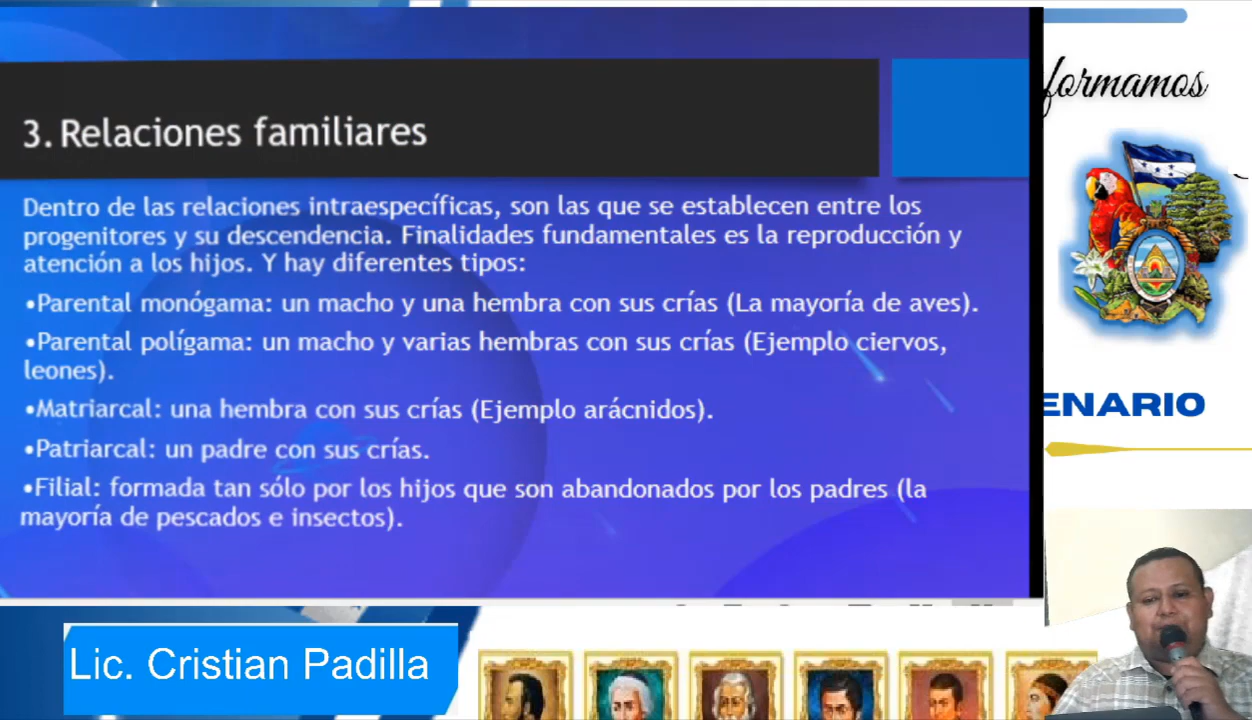 formamos
3. Relaciones familiares
Dentro de las relaciones intraespecíficas, son las que se establecen entre los
progenitores y su descendencia. Finalidades fundamentales es la reproducción y
atención a los hijos. Y hay diferentes tipos:
•Parental monógama: un macho y una hembra con sus crías (La mayoría de aves).
•Parental polígama: un macho y varias hembras con sus crías (Ejemplo ciervos,
leones).
•Matriarcal: una hembra con sus crías (Ejemplo arácnidos).
•Patriarcal: un padre con sus crías.
•Filial: formada tan sólo por los hijos que son abandonados por los padres (la
mayoría de pescados e insectos).
ENARIO
Lic. Cristian Padilla